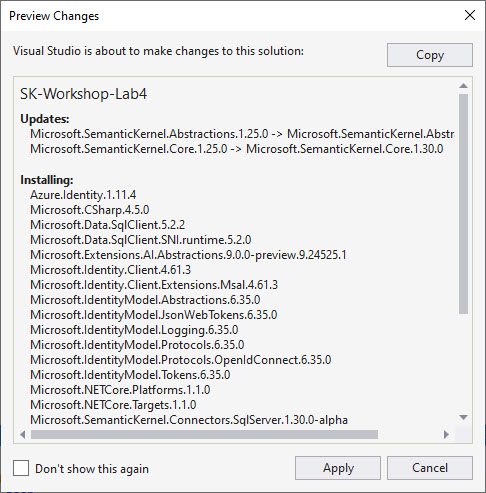 Preview Changes
Visual Studio is about to make changes to this solution:
Copy
SK-Workshop-Lab4
Updates:
Microsoft.SemanticKernel.Abstractions.1.25.0 -> Microsoft.SemanticKernel.Abstr
Microsoft.SemanticKernel.Core.1.25.0 -> Microsoft.SemanticKernel.Core.1.30.0
Installing:
Azure.Identity.1.11.4
Microsoft.CSharp.4.5.0
Microsoft.Data.SqlClient.5.2.2
Microsoft.Data.SqlClient.SNI.runtime.5.2.0
Microsoft.Extensions.AI.Abstractions.9.0.0-preview.9.24525.1
Microsoft.Identity.Client.4.61.3
Microsoft.Identity.Client.Extensions.Msal.4.61.3
Microsoft.IdentityModel.Abstractions.6.35.0
Microsoft.IdentityModel.JsonWebTokens.6.35.0
Microsoft.IdentityModel.Logging.6.35.0
Microsoft.IdentityModel.Protocols.6.35.0
Microsoft.IdentityModel.Protocols.OpenIdConnect.6.35.0
Microsoft.IdentityModel.Tokens.6.35.0
Microsoft.NETCore.Platforms.1.1.0
Microsoft.NETCore.Targets.1.1.0
Microsoft.SemanticKernel.Connectors.SqlServer.1.30.0-alpha
Don't show this again
Apply
Cancel